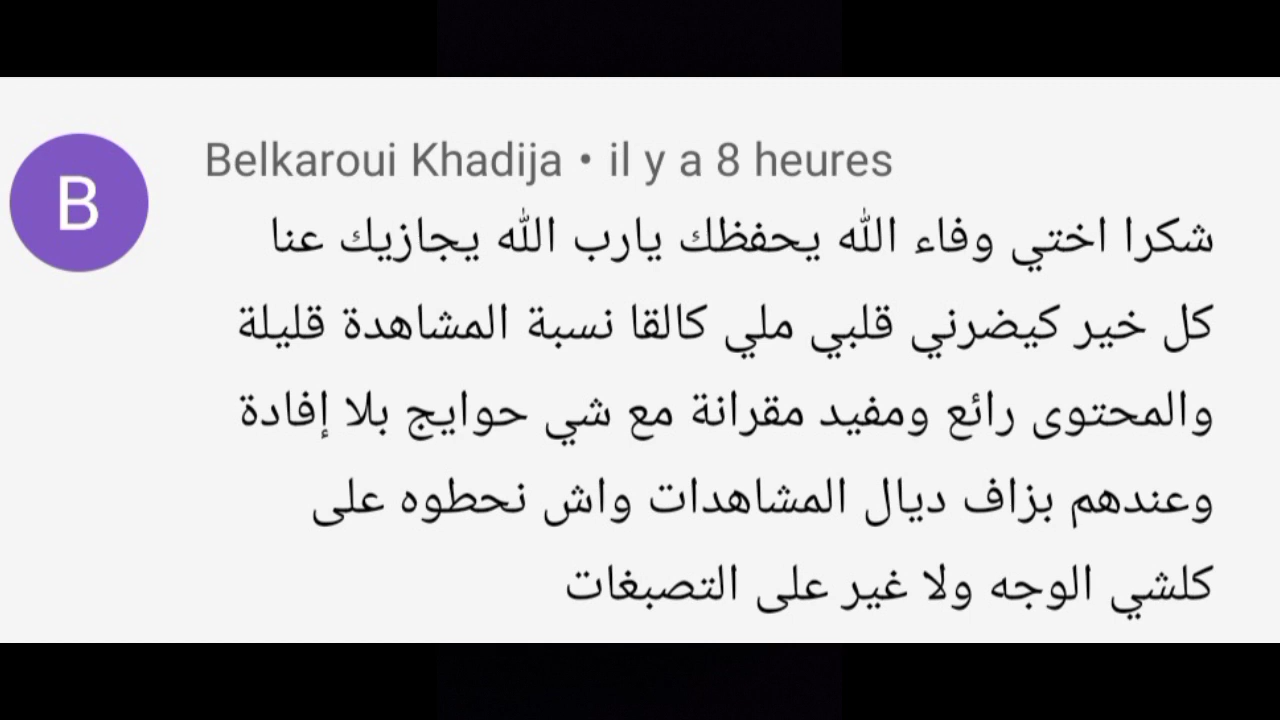 B
Belkaroui Khadija • il y a 8 heures
شكرا اختي وفاء الله يحفظك يارب الله يجازيك عنا
كل خير كيضرني قلبي ملي كالقا نسبة المشاهدة قليلة
والمحتوى رائع ومفيد مقرانة مع شي حوايج بلا إفادة
وعندهم بزاف ديال المشاهدات واش نحطوه على
كلشي الوجه ولا غير على التصبغات